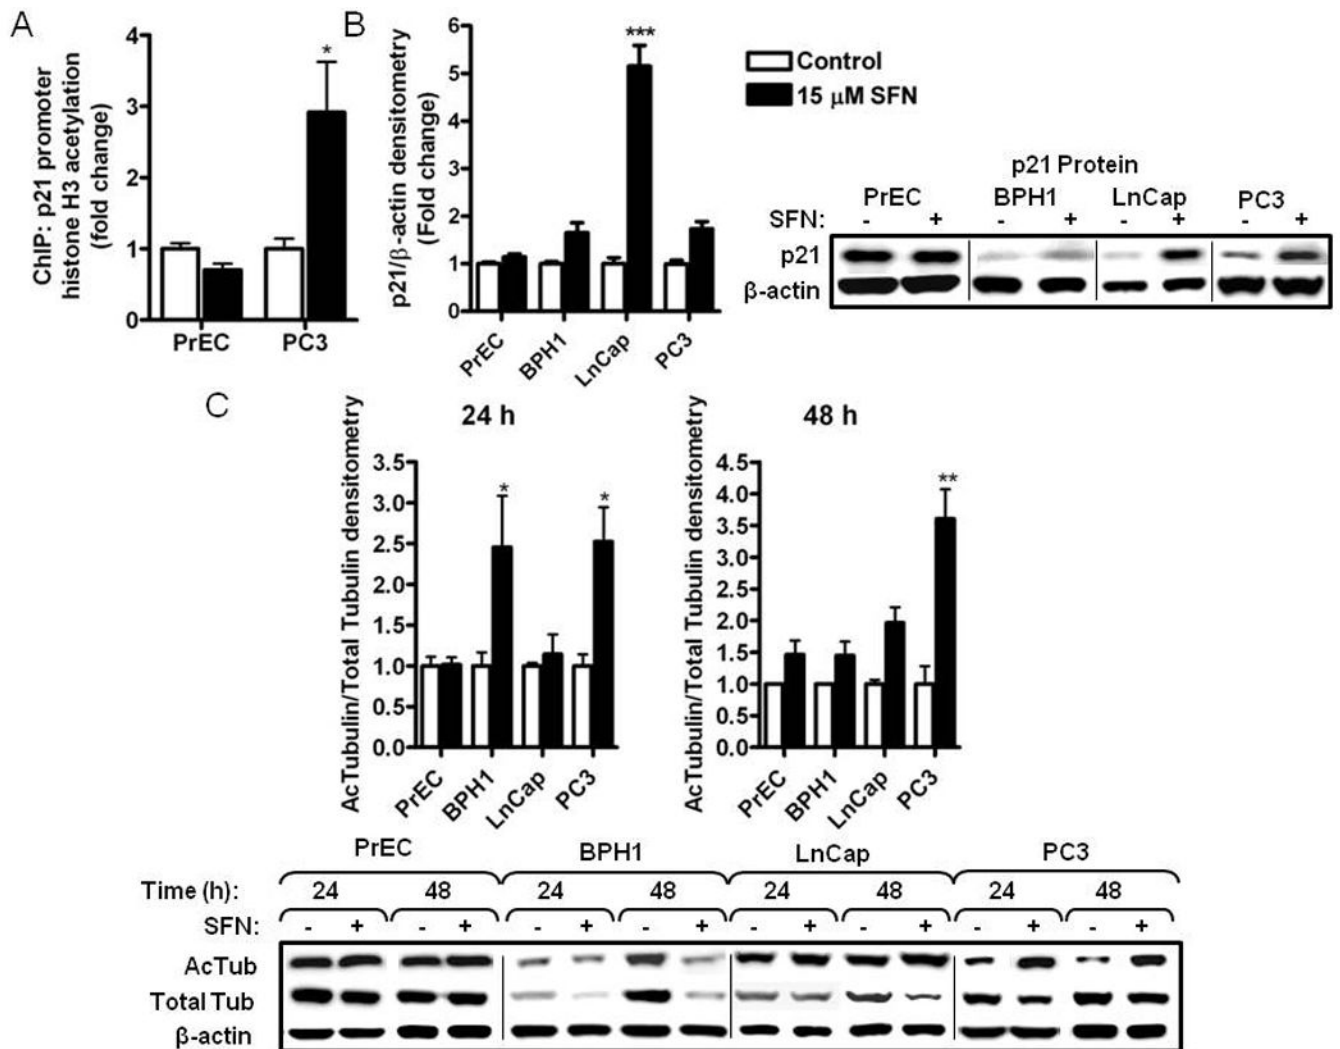 A
ChIP: p21 promoter
histone H3 acetylation
(fold change)
4
3
2
1
0
*
PrEC PC3
B
p21/β-actin densitometry
(Fold change)
6
5
4
3
2
1
0
***
PrEC BPH1 LnCap PC3
Control
15 μM SFN
p21 Protein
PrEC BPH1 LnCap PC3
SFN: - + - + - + - +
p21
β-actin
C
24 h
AcTubulin/Total Tubulin densitometry
3.5
3.0
2.5
2.0
1.5
1.0
0.5
0.0
* *
PrEC BPH1 LnCap PC3
48 h
AcTubulin/Total Tubulin densitometry
4.5
4.0
3.5
3.0
2.5
2.0
1.5
1.0
0.5
0.0
**
PrEC BPH1 LnCap PC3
PrEC BPH1 LnCap PC3
Time (h): 24 48 24 48 24 48 24 48
SFN: - + - + - + - + - + - + - + - +
AcTub
Total Tub
β-actin